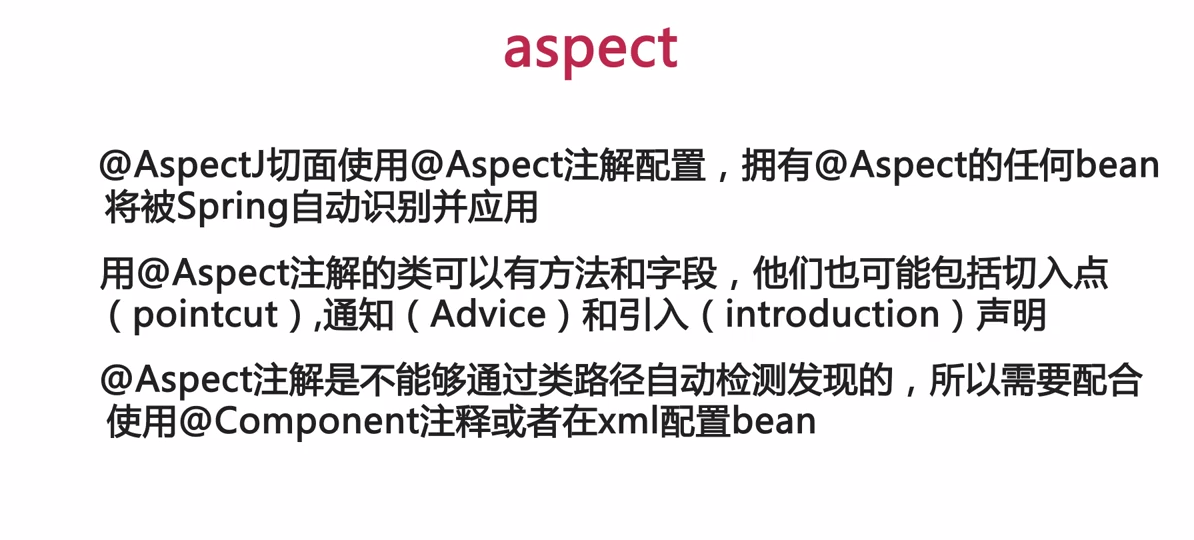 aspect
@AspectJ切面使用@Aspect注解配置，拥有@Aspect的任何bean
将被Spring自动识别并应用
用@Aspect注解的类可以有方法和字段，他们也可能包括切入点
（pointcut）,通知（Advice）和引入（introduction）声明
@Aspect注解是不能够通过类路径自动检测发现的，所以需要配合
使用@Component注释或者在xml配置bean